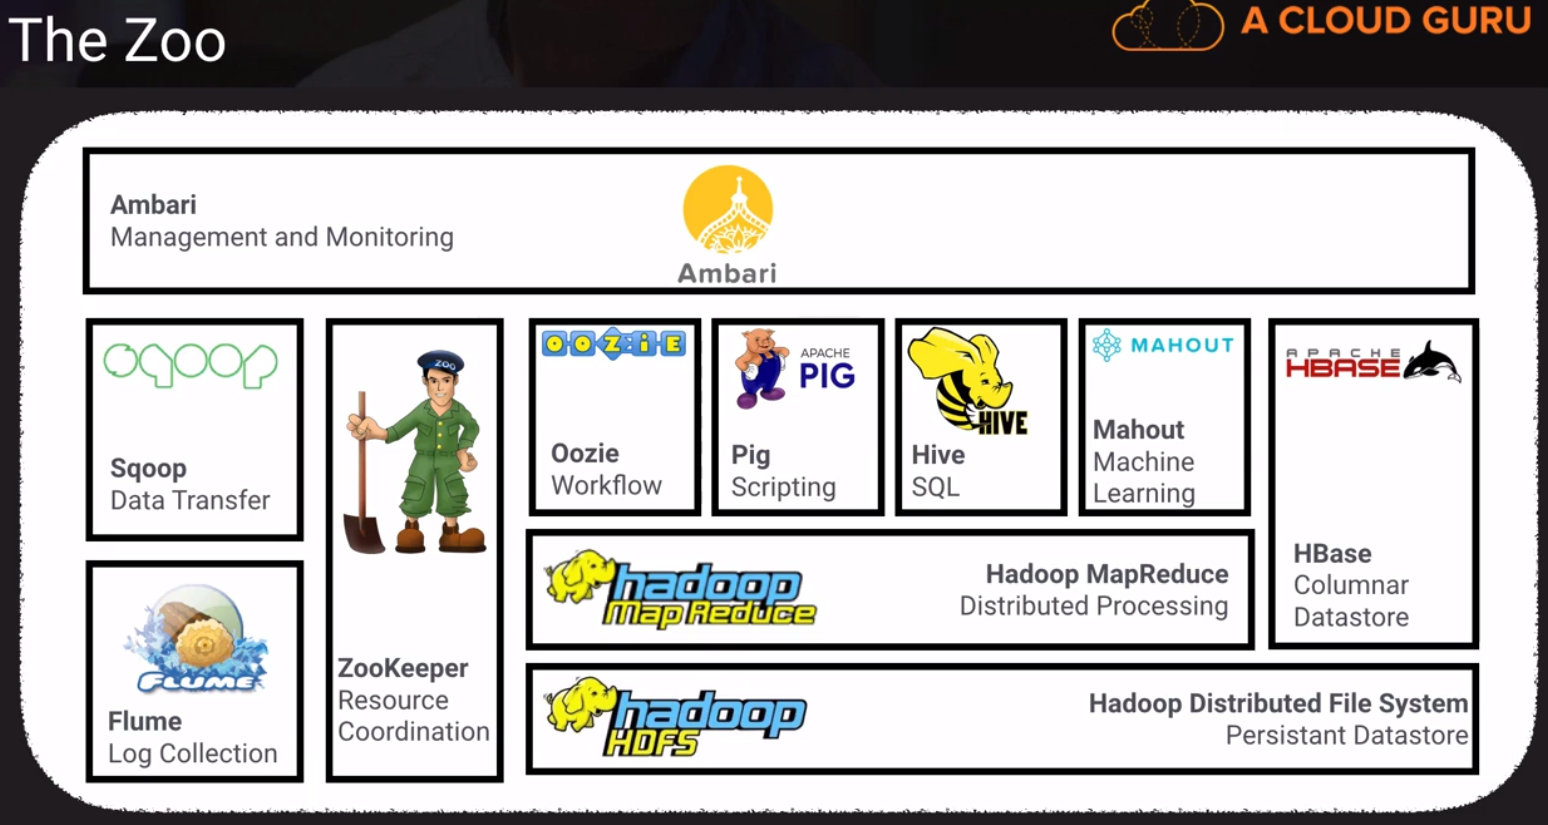 The Zoo
A CLOUD GURU
Ambari
Management and Monitoring
Ambari
sqoop
Sqoop
Data Transfer
FLUME
Flume
Log Collection
ZOO
ZooKeeper
Resource
Coordination
OOZIE
Oozie
Workflow
APACHE
PIG
Pig
Scripting
HIVE
Hive
SQL
MAHOUT
Mahout
Machine
Learning
APACHE
HBASE
HBase
Columnar
Datastore
hadoop
Map Reduce
Hadoop MapReduce
Distributed Processing
hadoop
HDFS
Hadoop Distributed File System
Persistant Datastore